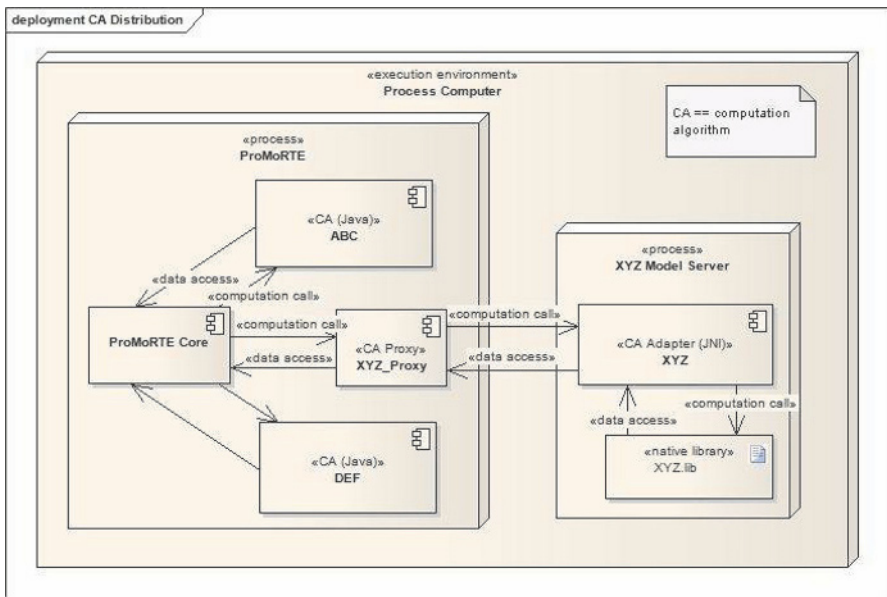 deployment CA Distribution
«execution environment»
Process Computer
CA == computation
algorithm
«process»
ProMoRTE
«CA (Java)»
ABC
«data access»
«computation call»
ProMoRTE Core
«computation call»
«data access»
«CA Proxy»
XYZ_Proxy
«CA (Java)»
DEF
«computation call»
«data access»
«process»
XYZ Model Server
«CA Adapter (JNI)»
XYZ
«computation call»
«data access»
«native library»
XYZ.lib